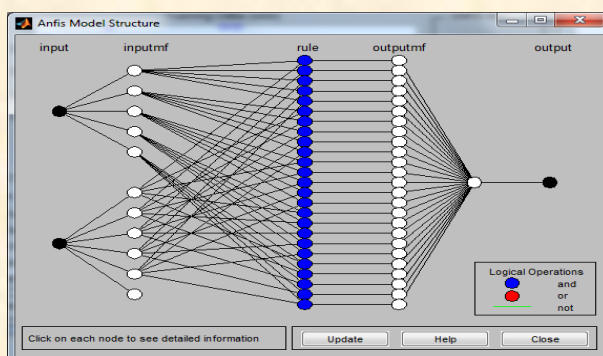 Anfis Model Structure
input inputmf rule outputmf output
Logical Operations
and
or
not
Click on each node to see detailed information
Update Help Close